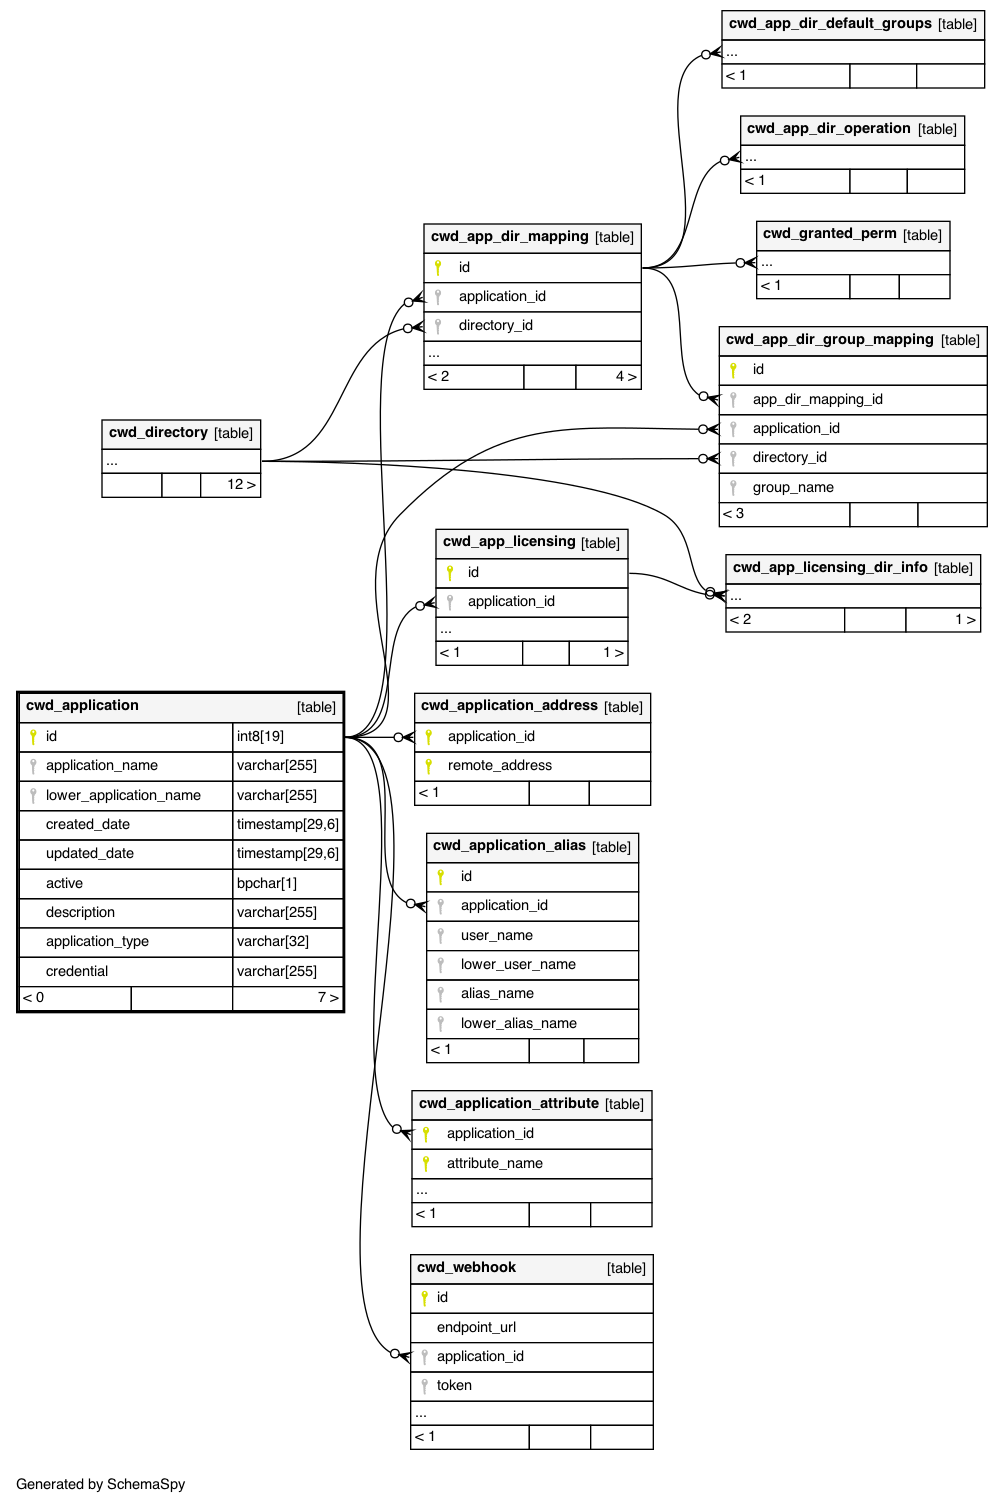 cwd_app_dir_default_groups [table]
...
< 1
cwd_app_dir_operation [table]
...
< 1
cwd_granted_perm [table]
...
< 1
cwd_app_dir_mapping [table]
id
application_id
directory_id
...
< 2 4 >
cwd_app_dir_group_mapping [table]
id
app_dir_mapping_id
application_id
directory_id
group_name
< 3
cwd_directory [table]
...
12 >
cwd_app_licensing [table]
id
application_id
...
< 1 1 >
cwd_app_licensing_dir_info [table]
...
< 2 1 >
cwd_application [table]
id int8[19]
application_name varchar[255]
lower_application_name varchar[255]
created_date timestamp[29,6]
updated_date timestamp[29,6]
active bpchar[1]
description varchar[255]
application_type varchar[32]
credential varchar[255]
< 0 7 >
cwd_application_address [table]
application_id
remote_address
< 1
cwd_application_alias [table]
id
application_id
user_name
lower_user_name
alias_name
lower_alias_name
< 1
cwd_application_attribute [table]
application_id
attribute_name
...
< 1
cwd_webhook [table]
id
endpoint_url
application_id
token
...
< 1
Generated by SchemaSpy